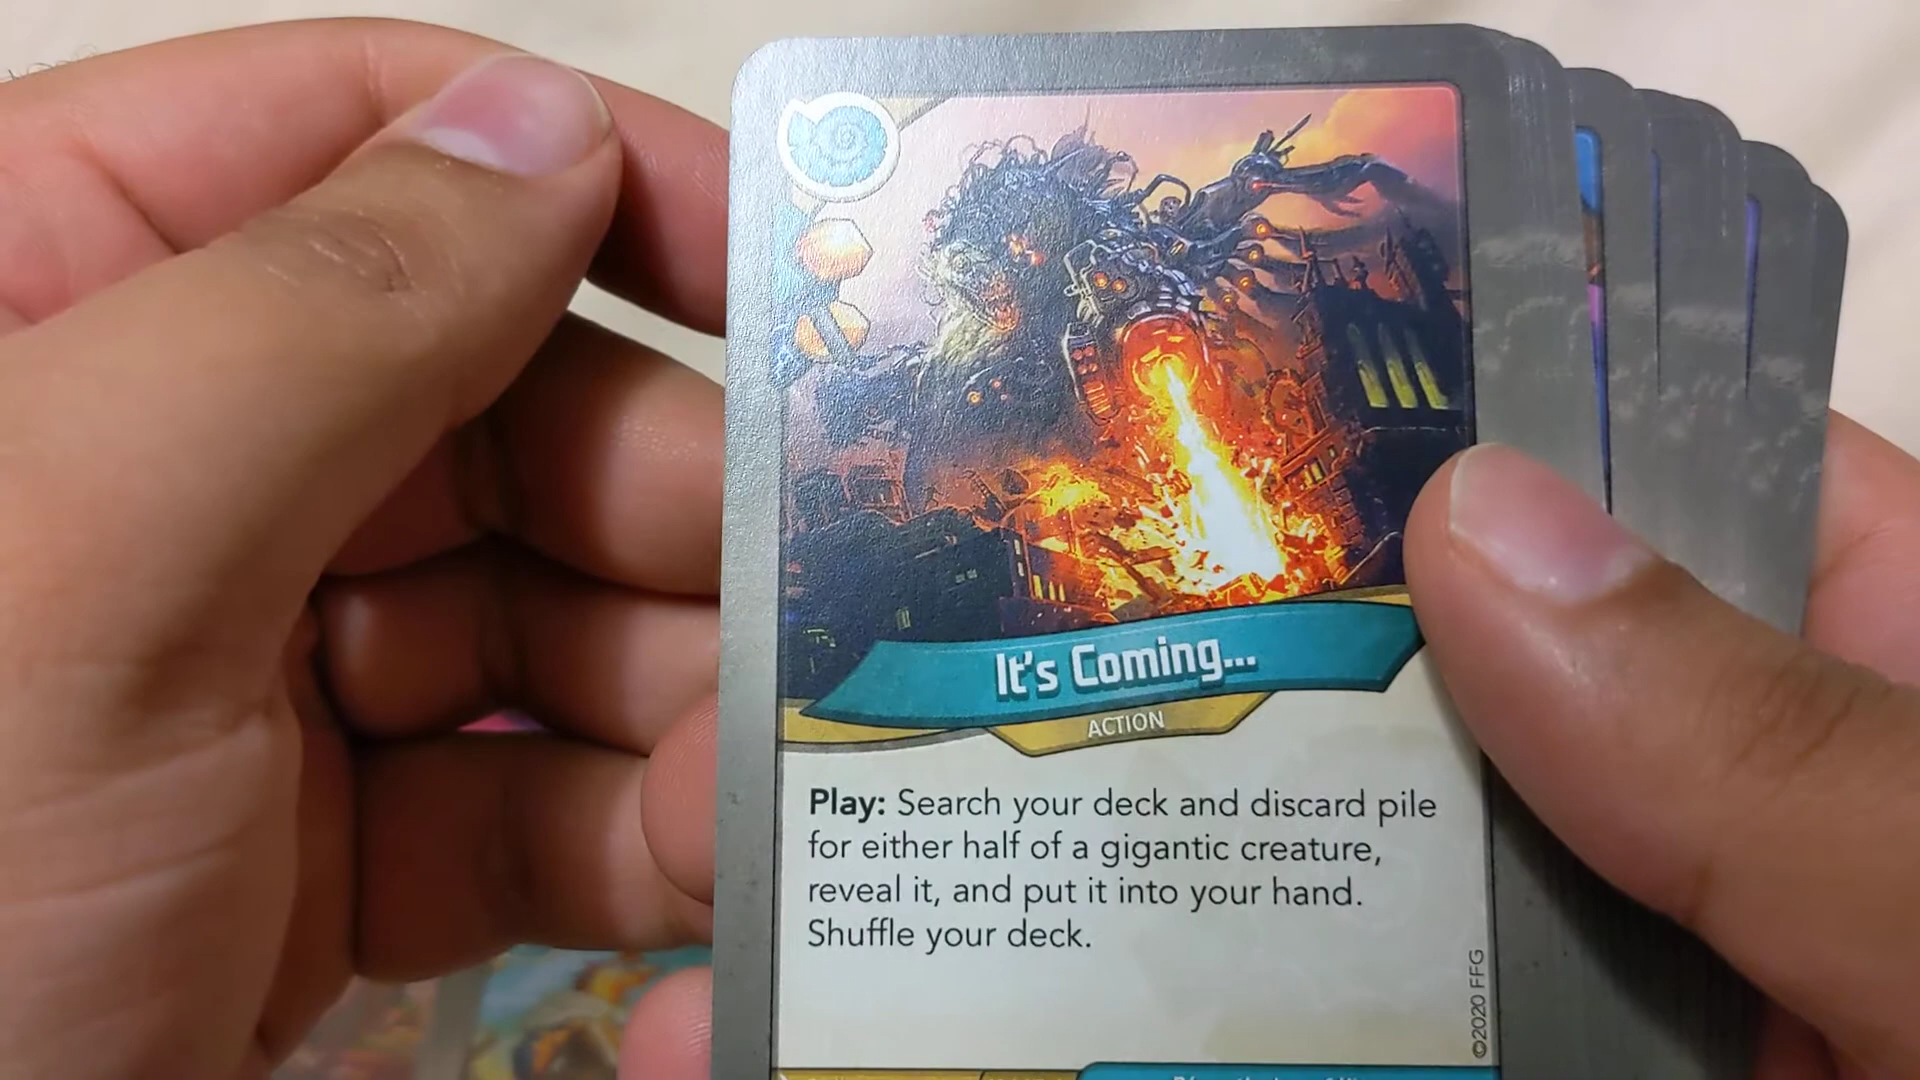 It's Coming...
ACTION
Play: Search your deck and discard pile
for either half of a gigantic creature,
reveal it, and put it into your hand.
Shuffle your deck.
©2020 FFG